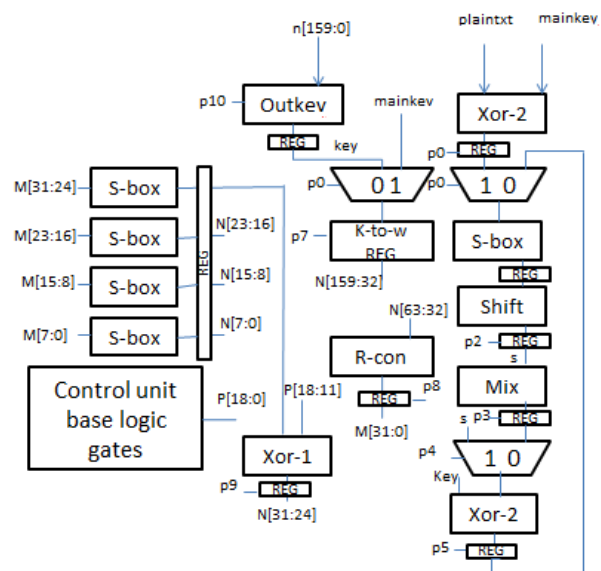 n[159:0]
plaintxt
mainkey
p10
Outkev
mainkev
Xor-2
REG
key
p0
REG
M[31:24]
S-box
p0
0 1
p0
1 0
M[23:16]
S-box
REG
N[23:16]
p7
K-to-w
REG
S-box
M[15:8]
S-box
N[15:8]
N[159:32]
REG
M[7:0]
S-box
N[7:0]
N[63:32]
Shift
R-con
p2
REG
s
Control unit
base logic
gates
P[18:0]
P[18:11]
REG
p8
Mix
M[31:0]
s
p3
REG
Xor-1
p4
1 0
p9
REG
Key
N[31:24]
Xor-2
p5
REG